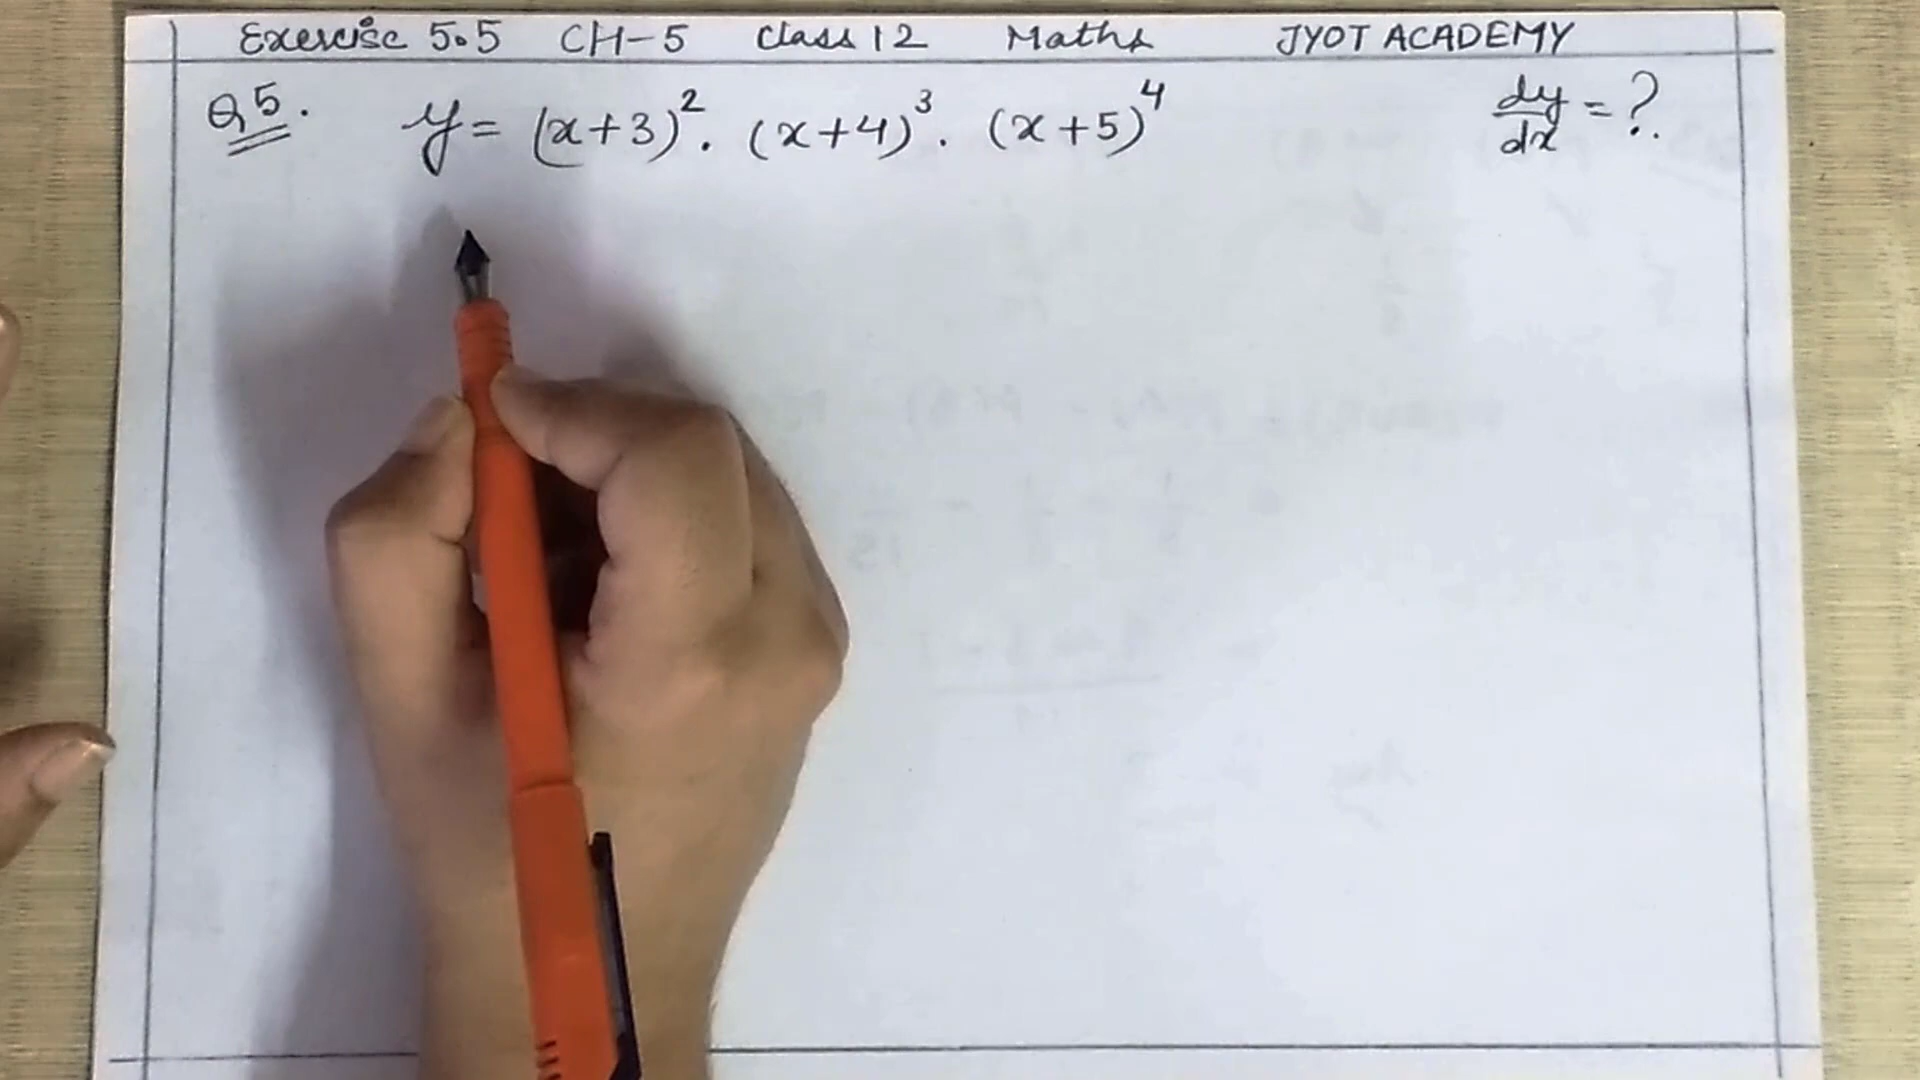 Exercise 5.5 CH-5 Class 12 Maths JYOT ACADEMY
Q5. y = (x+3)². (x+4)³. (x+5)⁴ dy/dx = ?.